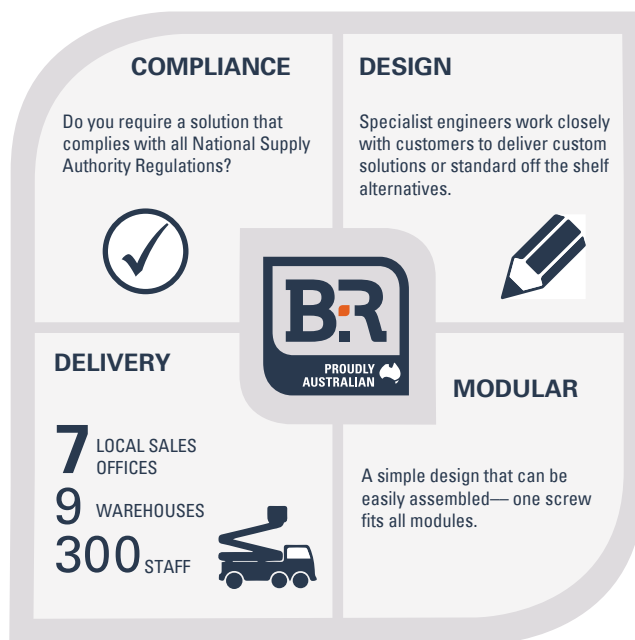 COMPLIANCE
Do you require a solution that
complies with all National Supply
Authority Regulations?
DESIGN
Specialist engineers work closely
with customers to deliver custom
solutions or standard off the shelf
alternatives.
B:R
PROUDLY
AUSTRALIAN
DELIVERY
7 LOCAL SALES
OFFICES
9 WAREHOUSES
300 STAFF
MODULAR
A simple design that can be
easily assembled— one screw
fits all modules.